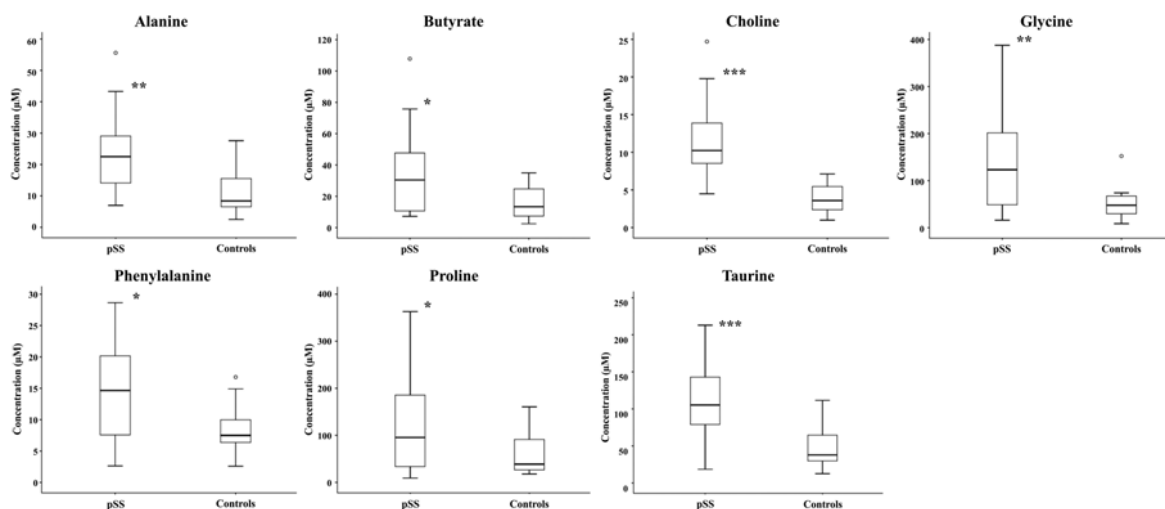 Alanine
Concentration (µM)
60
50
40
30
20
10
0
**
pSS
Controls
Butyrate
Concentration (µM)
120
100
80
60
40
20
0
*
pSS
Controls
Choline
Concentration (µM)
25
20
15
10
5
0
***
pSS
Controls
Glycine
Concentration (µM)
400
300
200
100
0
**
pSS
Controls
Phenylalanine
Concentration (µM)
30
25
20
15
10
5
0
*
pSS
Controls
Proline
Concentration (µM)
400
300
200
100
0
*
pSS
Controls
Taurine
Concentration (µM)
250
200
150
100
50
0
***
pSS
Controls